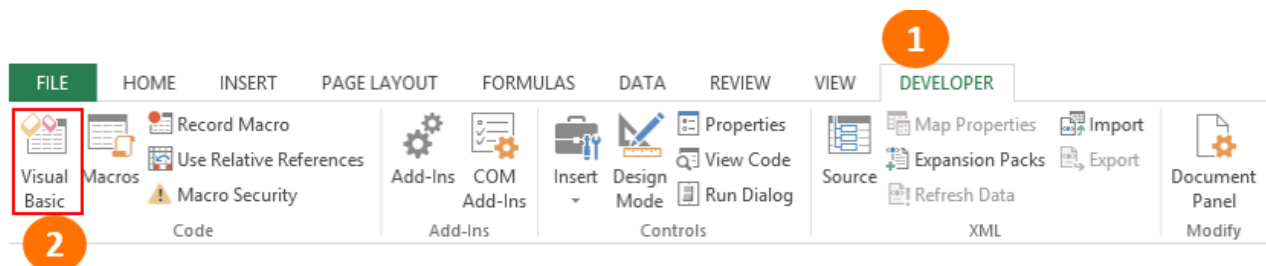 1
FILE HOME INSERT PAGE LAYOUT FORMULAS DATA REVIEW VIEW DEVELOPER
Visual Basic
Macros
Record Macro
Use Relative References
Macro Security
Code
Add-Ins
COM
Add-Ins
Add-Ins
Insert
Design
Mode
Properties
View Code
Run Dialog
Controls
Source
Map Properties
Expansion Packs
Refresh Data
Import
Export
XML
Document
Panel
Modify
2